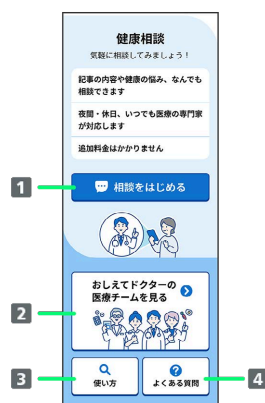 健康相談
気軽に相談してみましょう！
記事の内容や健康の悩み、なんでも
相談できます
夜間・休日、いつでも医療の専門家
が対応します
追加料金はかかりません
1
相談をはじめる
おしえてドクターの
医療チームを見る
2
3
使い方
よくある質問
4